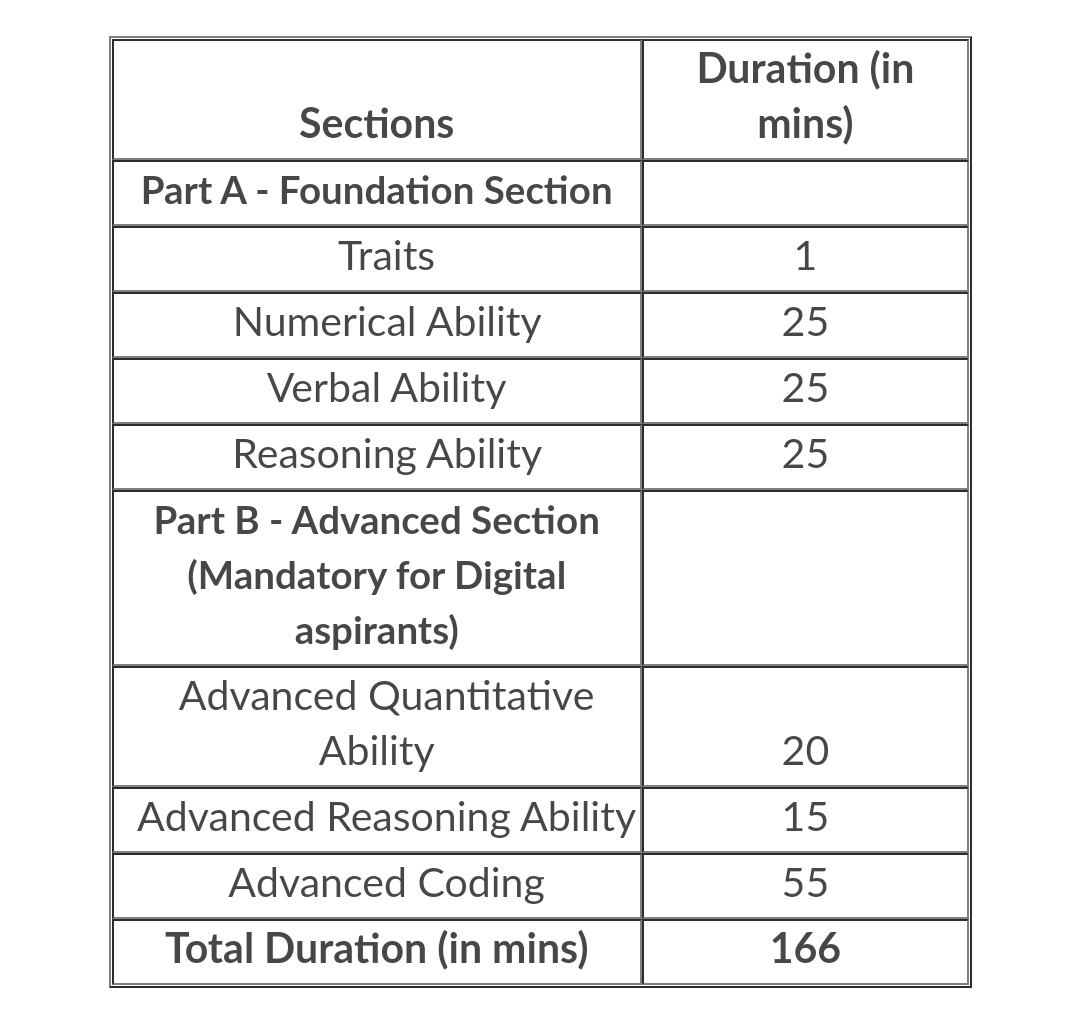 Sections
Duration (in
mins)
Part A - Foundation Section
Traits
1
Numerical Ability
25
Verbal Ability
25
Reasoning Ability
25
Part B - Advanced Section
(Mandatory for Digital
aspirants)
Advanced Quantitative
Ability
20
Advanced Reasoning Ability
15
Advanced Coding
55
Total Duration (in mins)
166